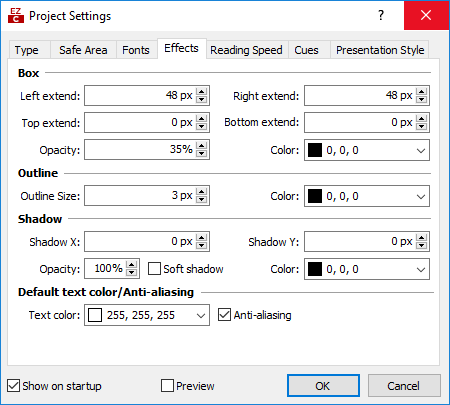 EZ C Project Settings ?
Type Safe Area Fonts Effects Reading Speed Cues Presentation Style
Box
Left extend: 48 px Right extend: 48 px
Top extend: 0 px Bottom extend: 0 px
Opacity: 35% Color: 0, 0, 0
Outline
Outline Size: 3 px Color: 0, 0, 0
Shadow
Shadow X: 0 px Shadow Y: 0 px
Opacity: 100% Soft shadow Color: 0, 0, 0
Default text color/Anti-aliasing
Text color: 255, 255, 255 Anti-aliasing
Show on startup Preview OK Cancel